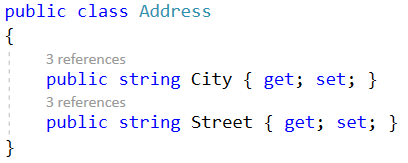 public class Address
{
3 references
public string City { get; set; }
3 references
public string Street { get; set; }
}